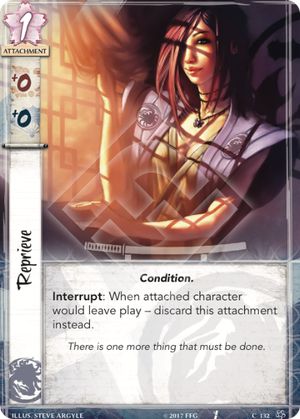 1
ATTACHMENT
+0
+0
Reprieve
Condition.
Interrupt: When attached character
would leave play – discard this attachment
instead.
There is one more thing that must be done.
ILLUS. STEVE ARGYLE
©2017 FFG
C 132